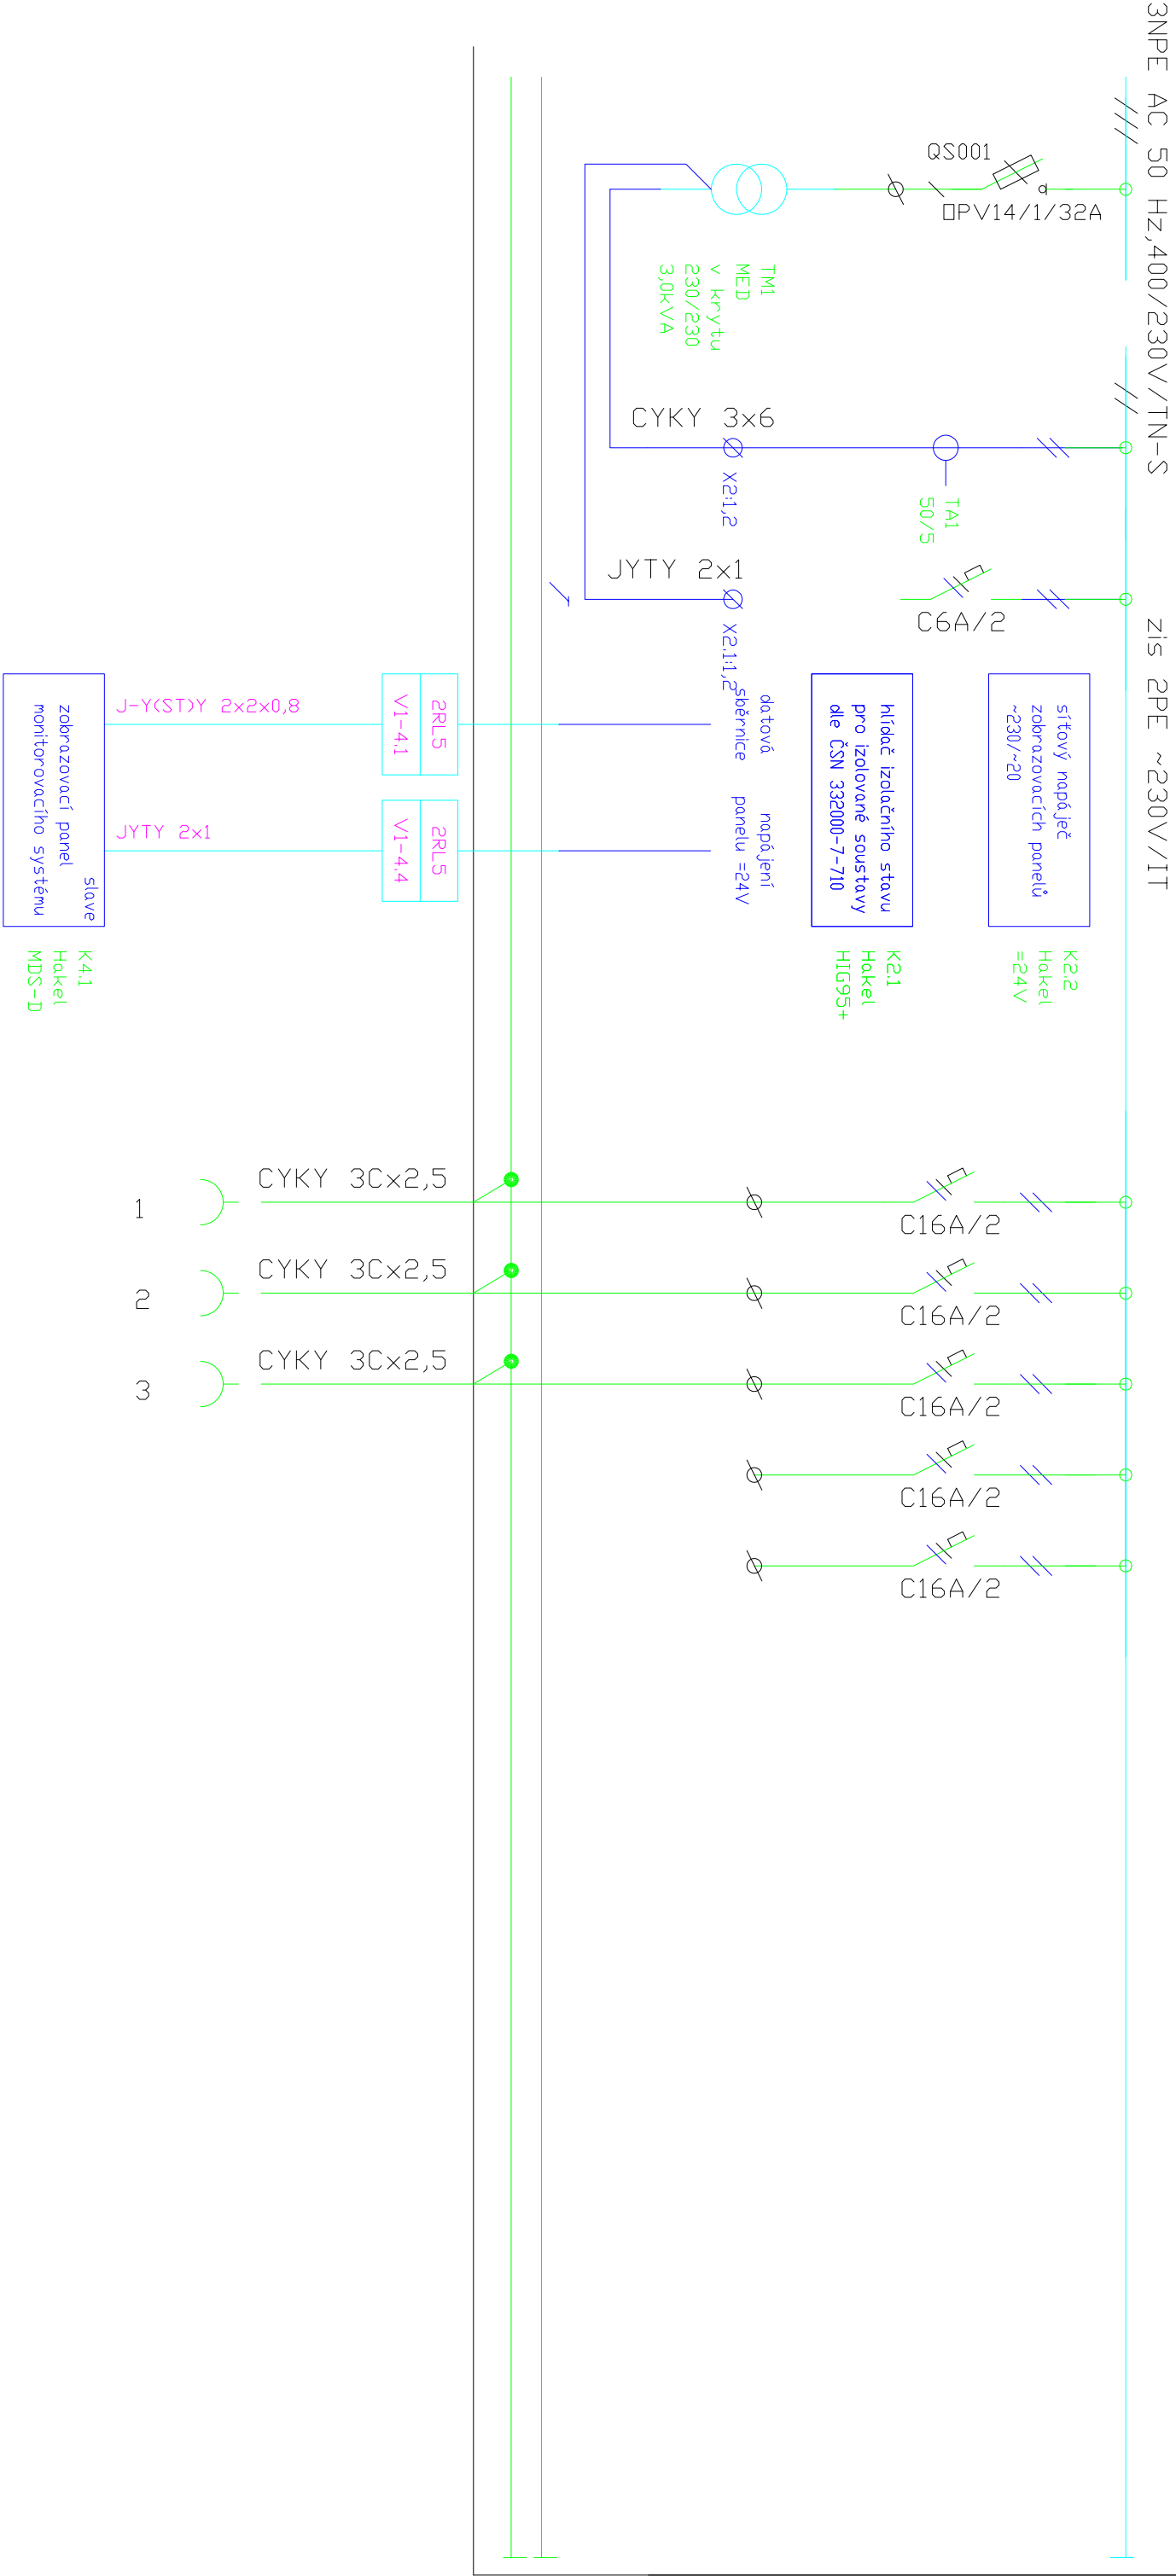 3NPE AC 50 Hz,400/230V/TN-S
zis 2PE ~230V/IT
QS001
OPV14/1/32A
TM1
MED
v krytu
230/230
3,0kVA
CYKY 3x6
X2:1,2
TA1
50/5
JYTY 2x1
X2.1:1,2
C6A/2
síťový napáječ
zobrazovacích panelů
~230/~20
K2.2
Hakel
=24V
hlídač izolačního stavu
pro izolované soustavy
dle ČSN 332000-7-710
K2.1
Hakel
HIG95+
datová
sběrnice
napájení
panelu =24V
2RL5
V1-4.1
2RL5
V1-4.4
J-Y(ST)Y 2x2x0,8
JYTY 2x1
slave
zobrazovací panel
monitorovacího systému
K4.1
Hakel
MDS-D
1
CYKY 3Cx2,5
C16A/2
2
CYKY 3Cx2,5
C16A/2
3
CYKY 3Cx2,5
C16A/2
C16A/2
C16A/2